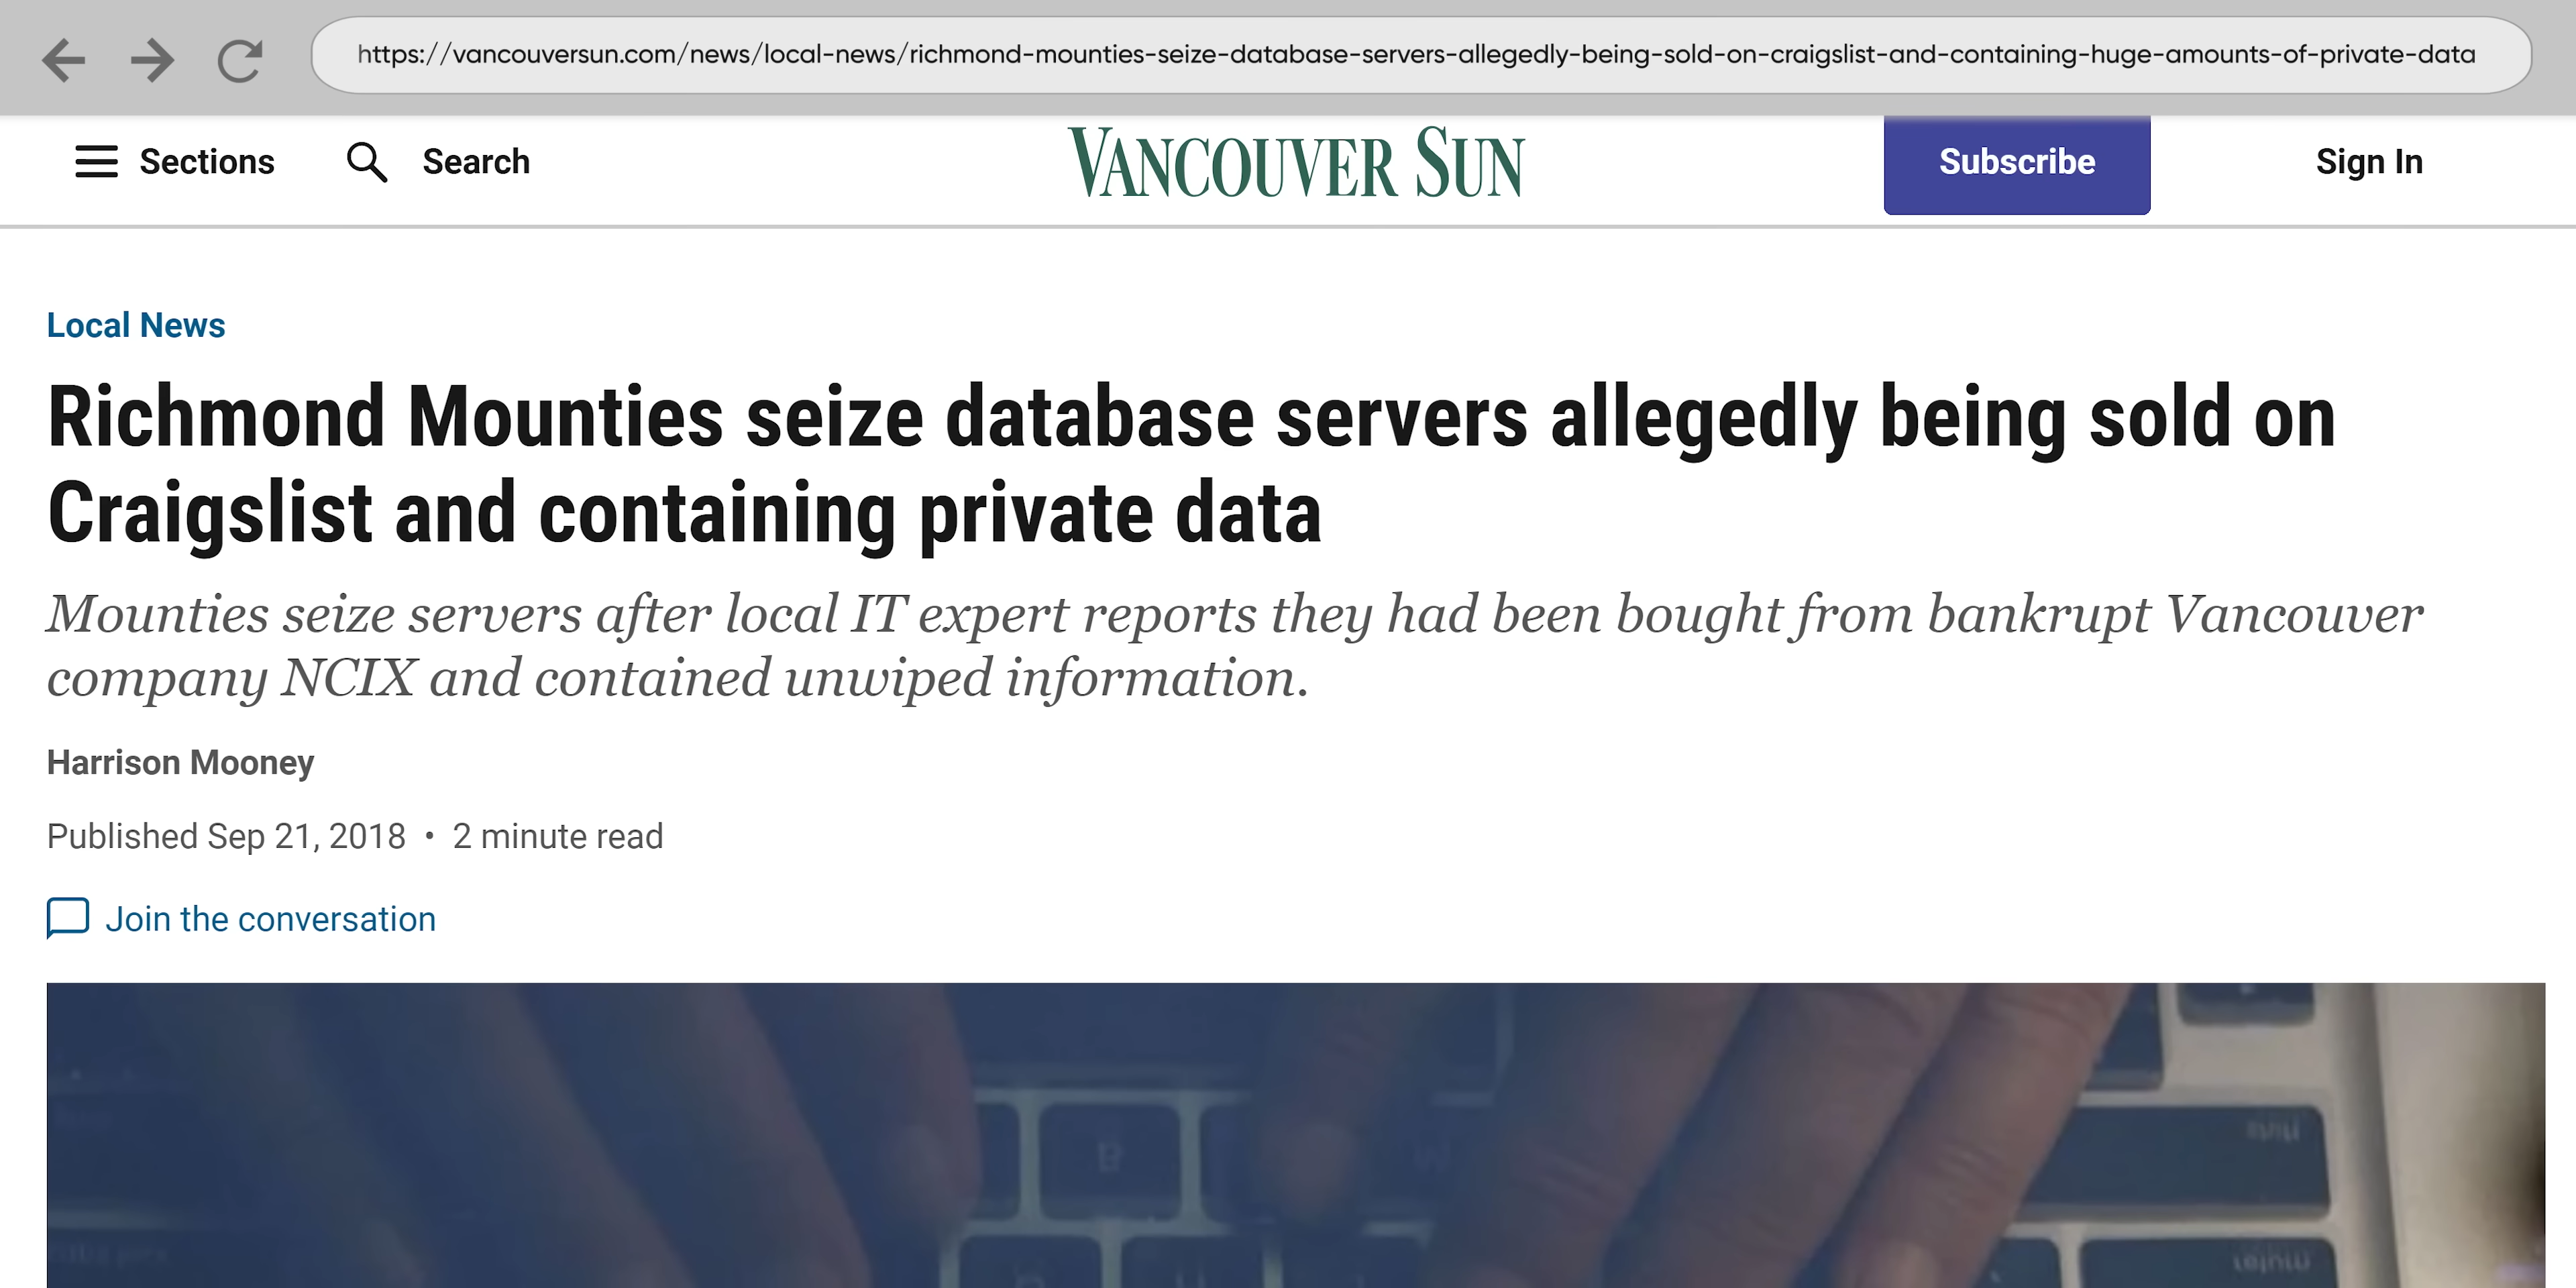 https://vancouversun.com/news/local-news/richmond-mounties-seize-database-servers-allegedly-being-sold-on-craigslist-and-containing-huge-amounts-of-private-data
Sections Search VANCOUVER SUN Subscribe Sign In
Local News
Richmond Mounties seize database servers allegedly being sold on
Craigslist and containing private data
Mounties seize servers after local IT expert reports they had been bought from bankrupt Vancouver
company NCIX and contained unwiped information.
Harrison Mooney
Published Sep 21, 2018 • 2 minute read
Join the conversation